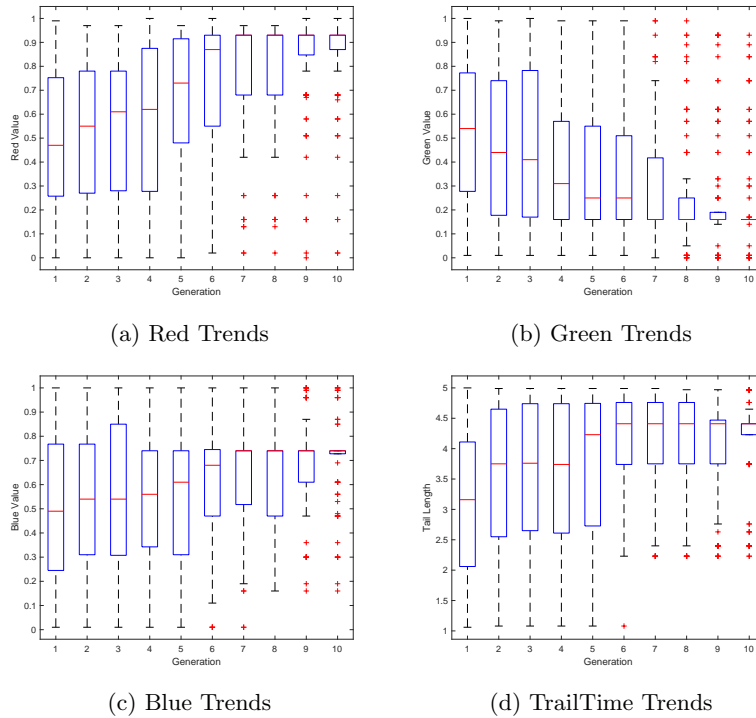 1
0.9
0.8
0.7
0.6
0.5
0.4
0.3
0.2
0.1
0
Red Value
1 2 3 4 5 6 7 8 9 10
Generation
(a) Red Trends
1
0.9
0.8
0.7
0.6
0.5
0.4
0.3
0.2
0.1
0
Green Value
1 2 3 4 5 6 7 8 9 10
Generation
(b) Green Trends
1
0.9
0.8
0.7
0.6
0.5
0.4
0.3
0.2
0.1
0
Blue Value
1 2 3 4 5 6 7 8 9 10
Generation
(c) Blue Trends
5
4.5
4
3.5
3
2.5
2
1.5
1
Tail Length
1 2 3 4 5 6 7 8 9 10
Generation
(d) TrailTime Trends